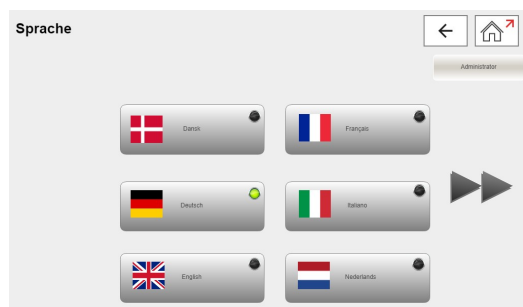 Sprache
Administrator
Dansk
Français
Deutsch
Italiano
English
Nederlands